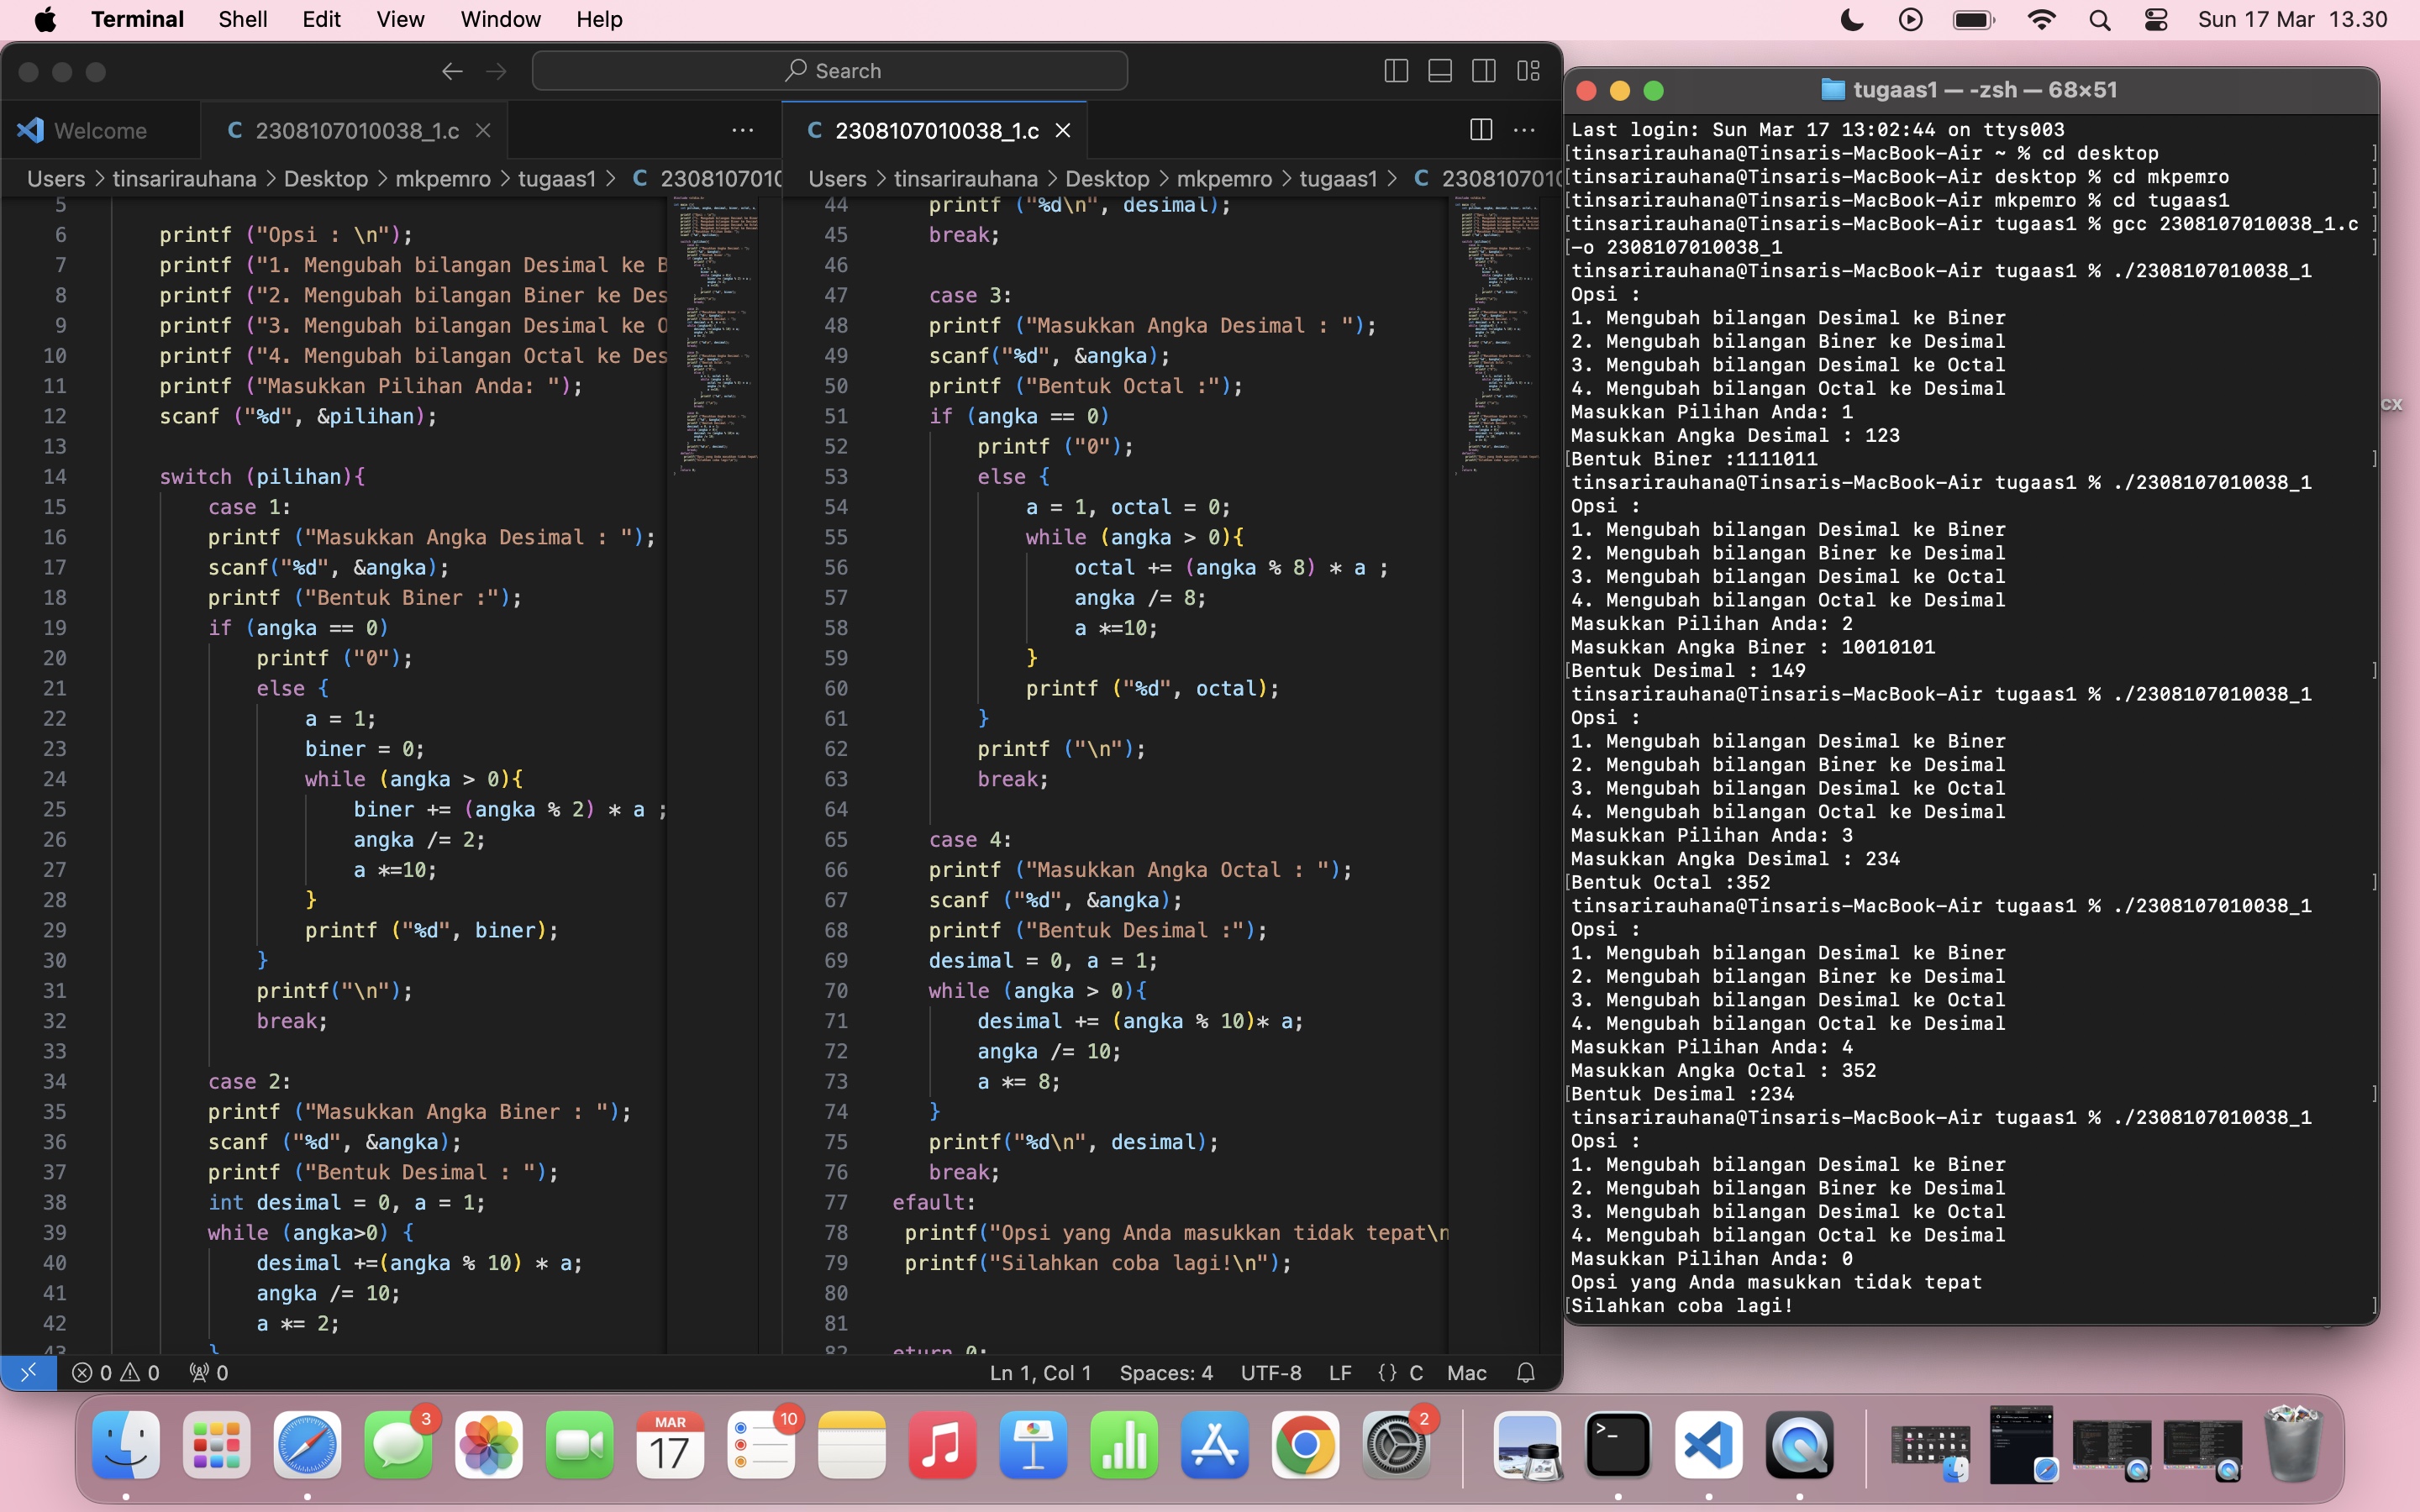 Terminal Shell Edit View Window Help
Sun 17 Mar 13.30
Search
Welcome
C 2308107010038_1.c
Users > tinsarirauhana > Desktop > mkpemro > tugaas1 > C 230810701
5
6 printf ("Opsi : \n");
7 printf ("1. Mengubah bilangan Desimal ke B
8 printf ("2. Mengubah bilangan Biner ke Des
9 printf ("3. Mengubah bilangan Desimal ke O
10 printf ("4. Mengubah bilangan Octal ke Des
11 printf ("Masukkan Pilihan Anda: ");
12 scanf ("%d", &pilihan);
13
14 switch (pilihan){
15 case 1:
16 printf ("Masukkan Angka Desimal : ");
17 scanf("%d", &angka);
18 printf ("Bentuk Biner :");
19 if (angka == 0)
20 printf ("0");
21 else {
22 a = 1;
23 biner = 0;
24 while (angka > 0){
25 biner += (angka % 2) * a ;
26 angka /= 2;
27 a *=10;
28 }
29 printf ("%d", biner);
30 }
31 printf("\n");
32 break;
33
34 case 2:
35 printf ("Masukkan Angka Biner : ");
36 scanf ("%d", &angka);
37 printf ("Bentuk Desimal : ");
38 int desimal = 0, a = 1;
39 while (angka>0) {
40 desimal +=(angka % 10) * a;
41 angka /= 10;
42 a *= 2;
43 }
C 2308107010038_1.c
Users > tinsarirauhana > Desktop > mkpemro > tugaas1 > C 230810701
44 printf ("%d\n", desimal);
45 break;
46
47 case 3:
48 printf ("Masukkan Angka Desimal : ");
49 scanf("%d", &angka);
50 printf ("Bentuk Octal :");
51 if (angka == 0)
52 printf ("0");
53 else {
54 a = 1, octal = 0;
55 while (angka > 0){
56 octal += (angka % 8) * a ;
57 angka /= 8;
58 a *=10;
59 }
60 printf ("%d", octal);
61 }
62 printf ("\n");
63 break;
64
65 case 4:
66 printf ("Masukkan Angka Octal : ");
67 scanf ("%d", &angka);
68 printf ("Bentuk Desimal :");
69 desimal = 0, a = 1;
70 while (angka > 0){
71 desimal += (angka % 10)* a;
72 angka /= 10;
73 a *= 8;
74 }
75 printf("%d\n", desimal);
76 break;
77 efault:
78 printf("Opsi yang Anda masukkan tidak tepat\n
79 printf("Silahkan coba lagi!\n");
80
81
82 eturn 0;
0 0 0
Ln 1, Col 1 Spaces: 4 UTF-8 LF {} C Mac
tugaas1 — -zsh — 68×51
Last login: Sun Mar 17 13:02:44 on ttys003
[tinsarirauhana@Tinsaris-MacBook-Air ~ % cd desktop ]
[tinsarirauhana@Tinsaris-MacBook-Air desktop % cd mkpemro ]
[tinsarirauhana@Tinsaris-MacBook-Air mkpemro % cd tugaas1 ]
[tinsarirauhana@Tinsaris-MacBook-Air tugaas1 % gcc 2308107010038_1.c ]
[-o 2308107010038_1 ]
tinsarirauhana@Tinsaris-MacBook-Air tugaas1 % ./2308107010038_1
Opsi :
1. Mengubah bilangan Desimal ke Biner
2. Mengubah bilangan Biner ke Desimal
3. Mengubah bilangan Desimal ke Octal
4. Mengubah bilangan Octal ke Desimal
Masukkan Pilihan Anda: 1
Masukkan Angka Desimal : 123
[Bentuk Biner :1111011 ]
tinsarirauhana@Tinsaris-MacBook-Air tugaas1 % ./2308107010038_1
Opsi :
1. Mengubah bilangan Desimal ke Biner
2. Mengubah bilangan Biner ke Desimal
3. Mengubah bilangan Desimal ke Octal
4. Mengubah bilangan Octal ke Desimal
Masukkan Pilihan Anda: 2
Masukkan Angka Biner : 10010101
[Bentuk Desimal : 149 ]
tinsarirauhana@Tinsaris-MacBook-Air tugaas1 % ./2308107010038_1
Opsi :
1. Mengubah bilangan Desimal ke Biner
2. Mengubah bilangan Biner ke Desimal
3. Mengubah bilangan Desimal ke Octal
4. Mengubah bilangan Octal ke Desimal
Masukkan Pilihan Anda: 3
Masukkan Angka Desimal : 234
[Bentuk Octal :352 ]
tinsarirauhana@Tinsaris-MacBook-Air tugaas1 % ./2308107010038_1
Opsi :
1. Mengubah bilangan Desimal ke Biner
2. Mengubah bilangan Biner ke Desimal
3. Mengubah bilangan Desimal ke Octal
4. Mengubah bilangan Octal ke Desimal
Masukkan Pilihan Anda: 4
Masukkan Angka Octal : 352
[Bentuk Desimal :234 ]
tinsarirauhana@Tinsaris-MacBook-Air tugaas1 % ./2308107010038_1
Opsi :
1. Mengubah bilangan Desimal ke Biner
2. Mengubah bilangan Biner ke Desimal
3. Mengubah bilangan Desimal ke Octal
4. Mengubah bilangan Octal ke Desimal
Masukkan Pilihan Anda: 0
Opsi yang Anda masukkan tidak tepat
[Silahkan coba lagi! ]
cx
3
MAR
17
10
2